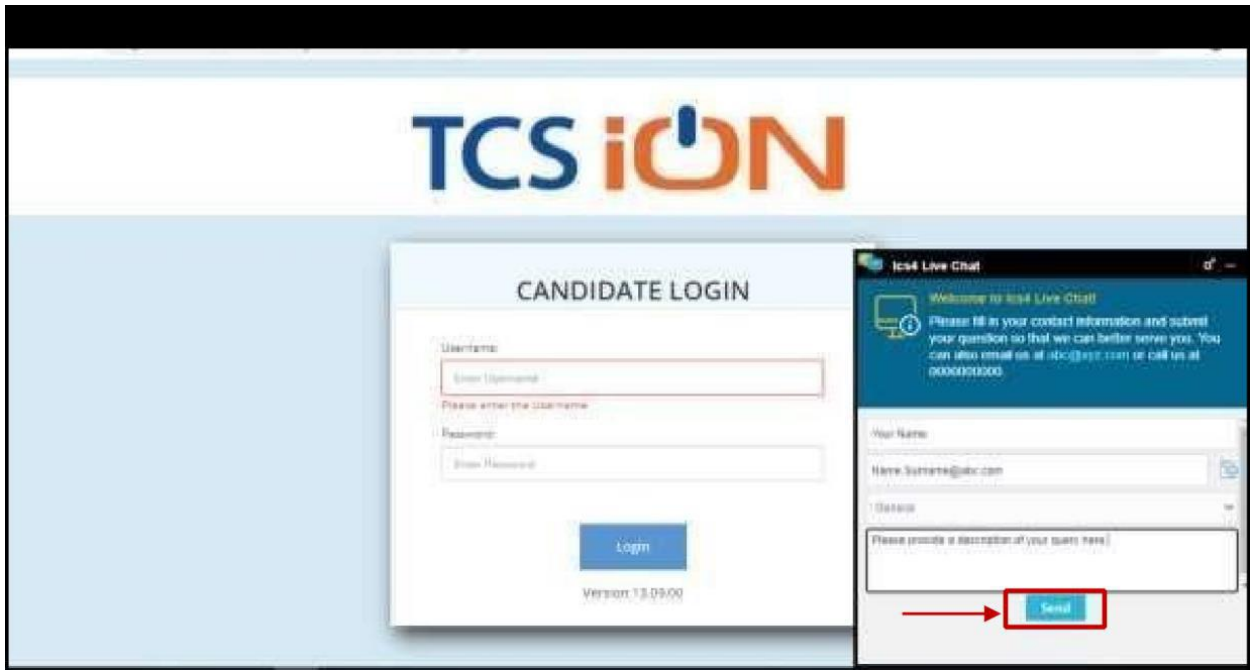 TCS iON
CANDIDATE LOGIN
Username
Enter Username
Please enter the Username
Password
Enter Password
Login
Version 13.09.00
Ics4 Live Chat
Welcome to Ics4 Live Chat!
Please fill in your contact information and submit
your question so that we can better serve you. You
can also email us at abc@xyz.com or call us at
0000000000
Your Name
Name.Surname@abc.com
General
Please provide a description of your query here.
Send